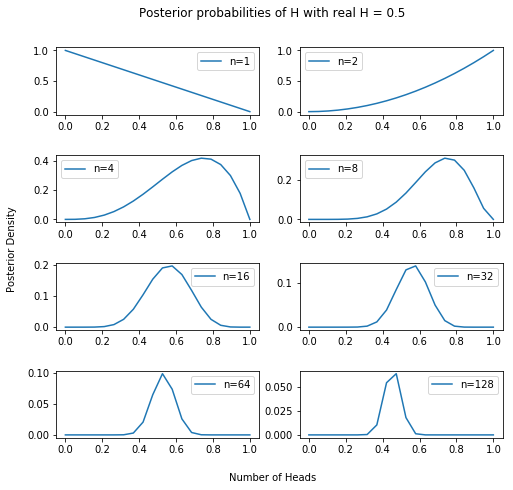 Posterior probabilities of H with real H = 0.5
1.0
0.5
0.0
n=1
0.0 0.2 0.4 0.6 0.8 1.0
1.0
0.5
0.0
n=2
0.0 0.2 0.4 0.6 0.8 1.0
0.4
0.2
0.0
n=4
0.0 0.2 0.4 0.6 0.8 1.0
0.2
0.0
n=8
0.0 0.2 0.4 0.6 0.8 1.0
Posterior Density
0.2
0.1
0.0
n=16
0.0 0.2 0.4 0.6 0.8 1.0
0.1
0.0
n=32
0.0 0.2 0.4 0.6 0.8 1.0
0.10
0.05
0.00
n=64
0.0 0.2 0.4 0.6 0.8 1.0
0.050
0.025
0.000
n=128
0.0 0.2 0.4 0.6 0.8 1.0
Number of Heads